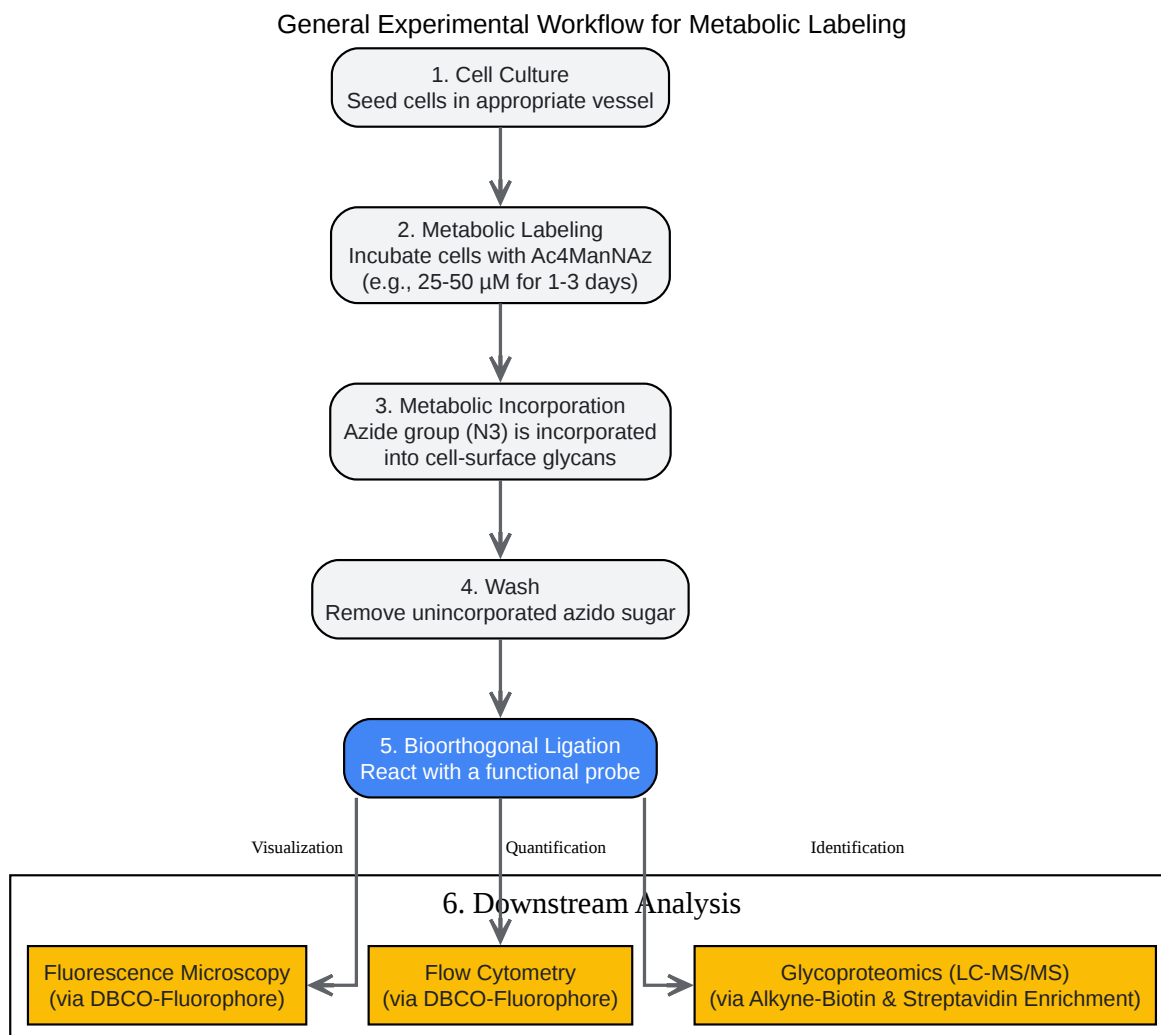 General Experimental Workflow for Metabolic Labeling
1. Cell Culture
Seed cells in appropriate vessel
2. Metabolic Labeling
Incubate cells with Ac4ManNAz
(e.g., 25-50 µM for 1-3 days)
3. Metabolic Incorporation
Azide group (N3) is incorporated
into cell-surface glycans
4. Wash
Remove unincorporated azido sugar
5. Bioorthogonal Ligation
React with a functional probe
Visualization
Quantification
Identification
6. Downstream Analysis
Fluorescence Microscopy
(via DBCO-Fluorophore)
Flow Cytometry
(via DBCO-Fluorophore)
Glycoproteomics (LC-MS/MS)
(via Alkyne-Biotin & Streptavidin Enrichment)